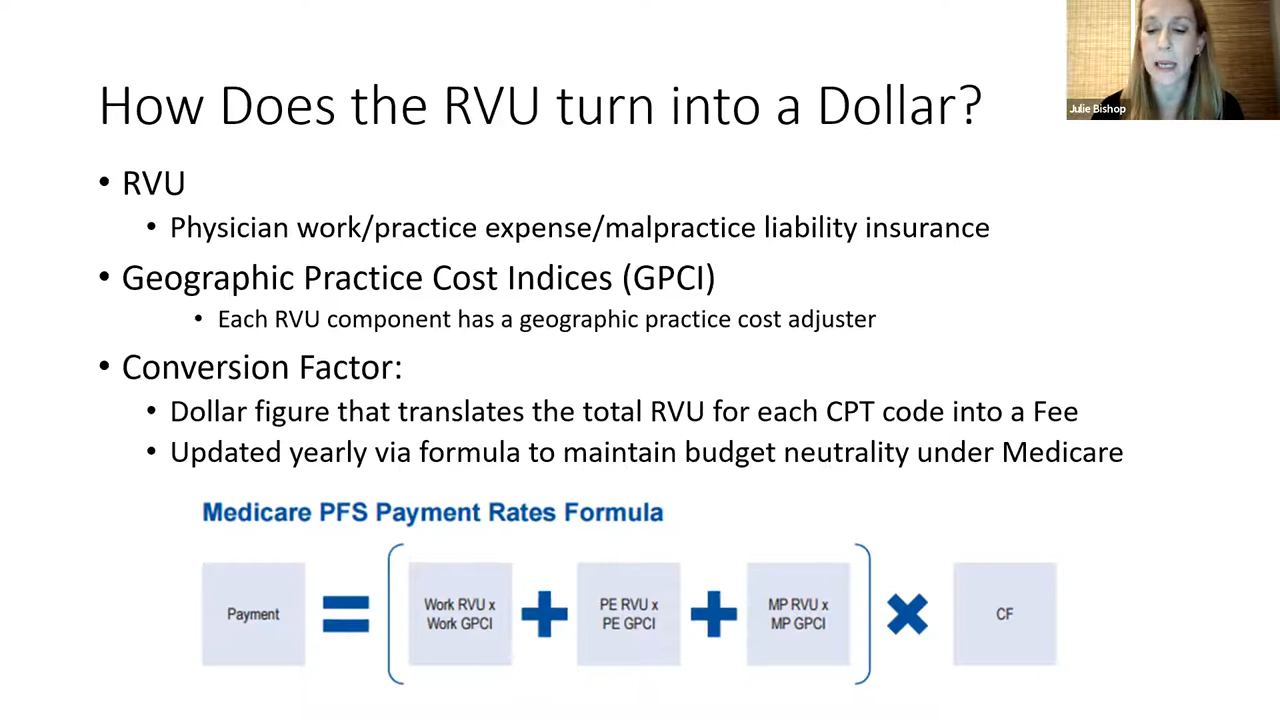 How Does the RVU turn into a Dollar?
Julie Bishop
• RVU
• Physician work/practice expense/malpractice liability insurance
• Geographic Practice Cost Indices (GPCI)
• Each RVU component has a geographic practice cost adjuster
• Conversion Factor:
• Dollar figure that translates the total RVU for each CPT code into a Fee
• Updated yearly via formula to maintain budget neutrality under Medicare
Medicare PFS Payment Rates Formula
Payment = ( Work RVU x + PE RVU x + MP RVU x ) × CF
Work GPCI PE GPCI MP GPCI